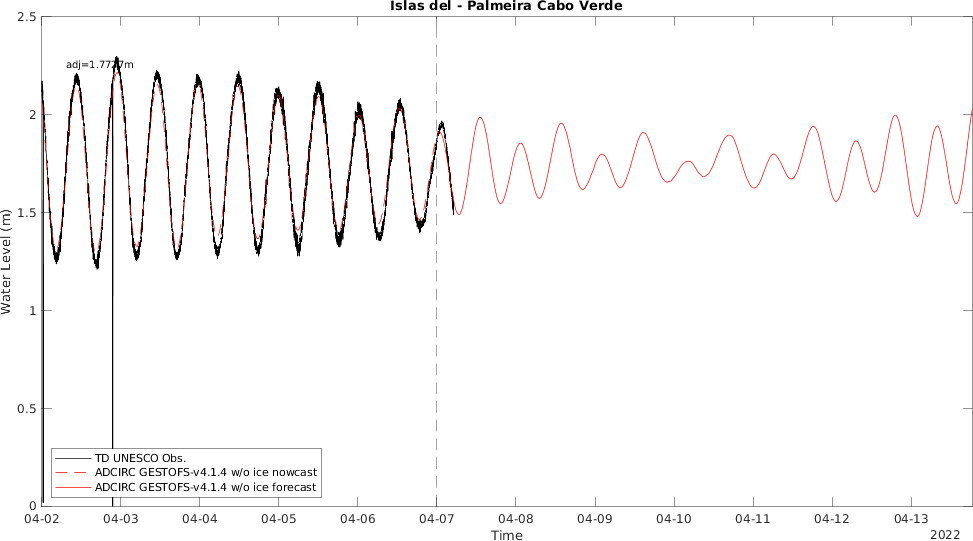 Islas del - Palmeira Cabo Verde
adj=1.7727m
2.5
2
1.5
1
0.5
0
Water Level (m)
TD UNESCO Obs.
ADCIRC GESTOFS-v4.1.4 w/o ice nowcast
ADCIRC GESTOFS-v4.1.4 w/o ice forecast
04-02 04-03 04-04 04-05 04-06 04-07 04-08 04-09 04-10 04-11 04-12 04-13
Time
2022